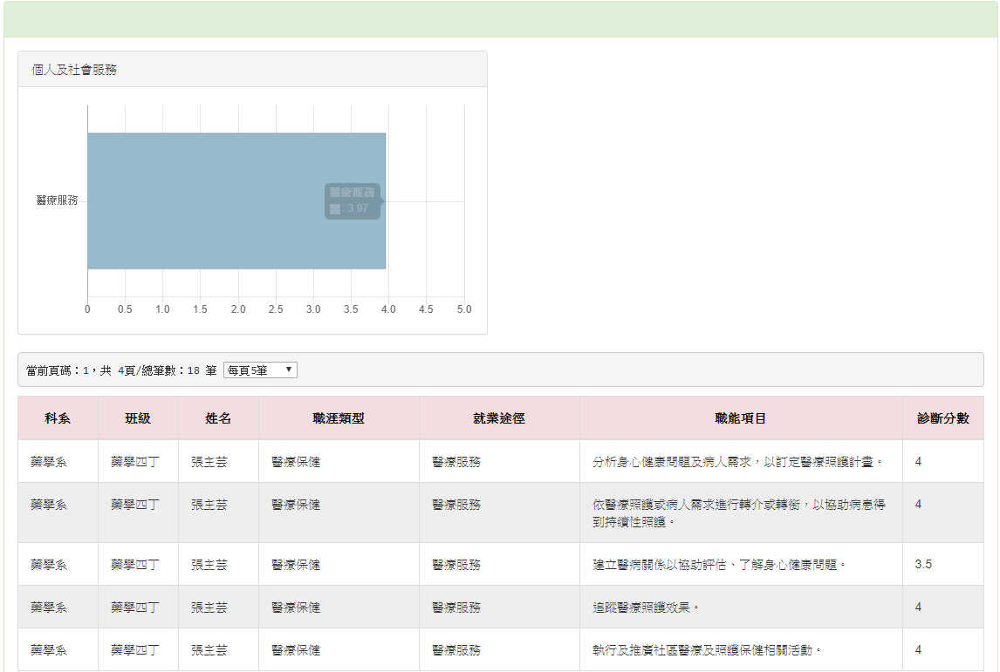 個人及社會服務
醫療服務
醫療服務
: 3.97
0 0.5 1.0 1.5 2.0 2.5 3.0 3.5 4.0 4.5 5.0
當前頁碼：1，共 4頁/總筆數：18 筆 每頁5筆
科系 班級 姓名 職涯類型 就業途徑 職能項目 診斷分數
藥學系 藥學四丁 張主芸 醫療保健 醫療服務 分析身心健康問題及病人需求，以訂定醫療照護計畫。 4
藥學系 藥學四丁 張主芸 醫療保健 醫療服務 依醫療照護或病人需求進行轉介或轉銜，以協助病患得 4
到持續性照護。
藥學系 藥學四丁 張主芸 醫療保健 醫療服務 建立醫病關係以協助評估、了解身心健康問題。 3.5
藥學系 藥學四丁 張主芸 醫療保健 醫療服務 追蹤醫療照護效果。 4
藥學系 藥學四丁 張主芸 醫療保健 醫療服務 執行及推廣社區醫療及照護保健相關活動。 4